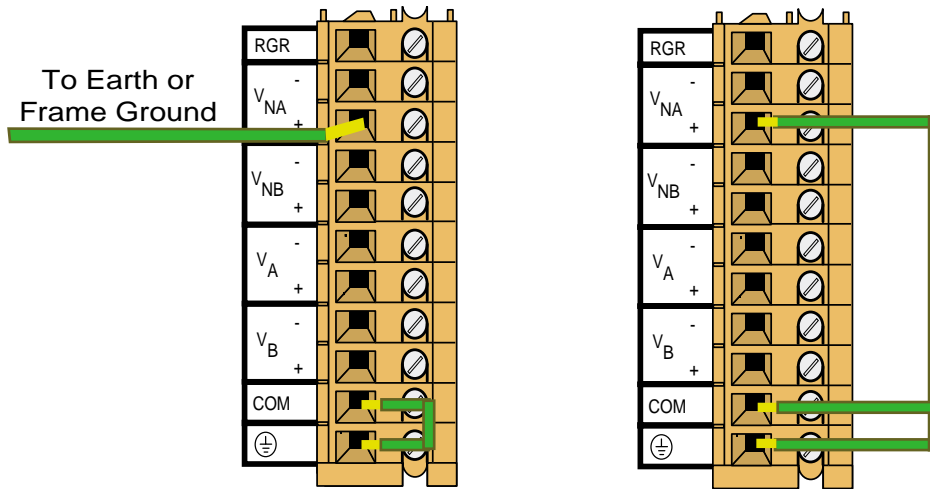 To Earth or
Frame Ground
RGR
-
VNA
+
-
VNB
+
-
VA
+
-
VB
+
COM
RGR
-
VNA
+
-
VNB
+
-
VA
+
-
VB
+
COM